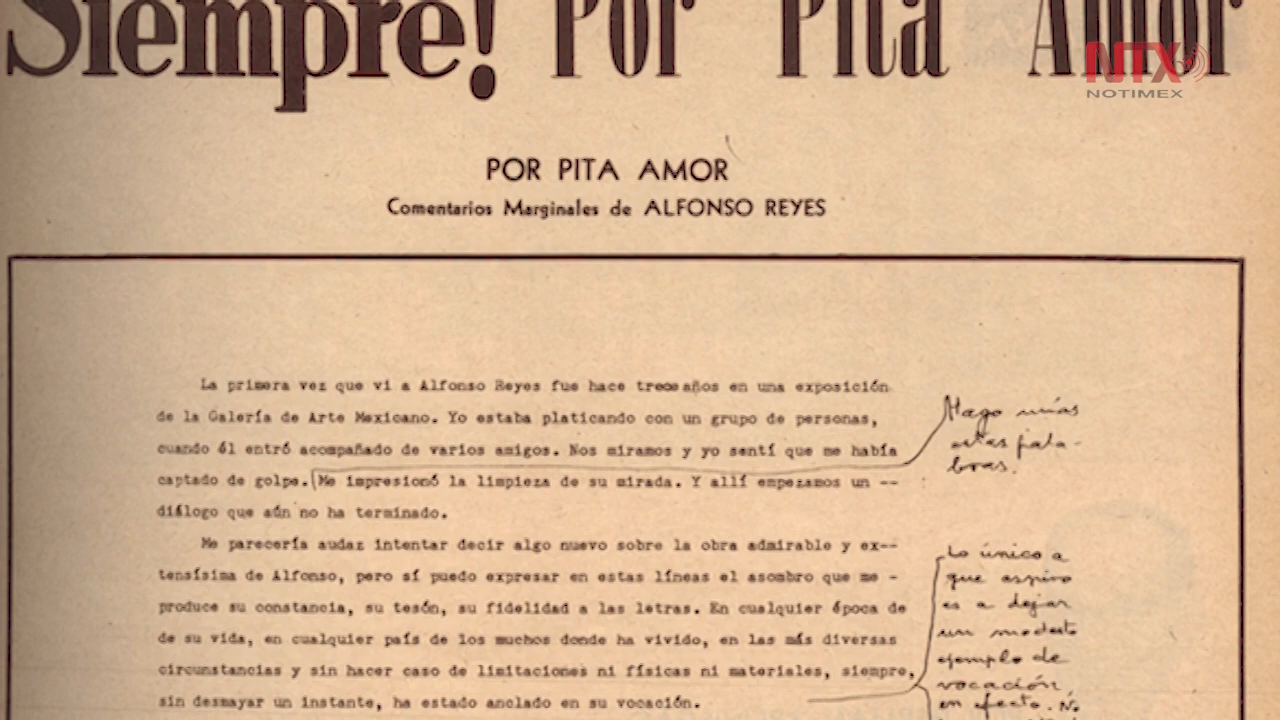 Siempre! Por Pita Amor
NTX
NOTIMEX
POR PITA AMOR
Comentarios Marginales de ALFONSO REYES
La primera vez que vi a Alfonso Reyes fue hace trece años en una exposición
de la Galería de Arte Mexicano. Yo estaba platicando con un grupo de personas,
cuando él entró acompañado de varios amigos. Nos miramos y yo sentí que me había
captado de golpe. Me impresionó la limpieza de su mirada. Y allí empezamos un --
diálogo que aún no ha terminado.
Hago mías
estas pala-
bras.
Me parecería audaz intentar decir algo nuevo sobre la obra admirable y ex--
tensísima de Alfonso, pero sí puedo expresar en estas líneas el asombro que me -
produce su constancia, su tesón, su fidelidad a las letras. En cualquier época de
de su vida, en cualquier país de los muchos donde ha vivido, en las más diversas
circunstancias y sin hacer caso de limitaciones ni físicas ni materiales, siempre,
sin desmayar un instante, ha estado anclado en su vocación.
Lo único a
que aspiro
es a dejar
un modesto
ejemplo de
vocación,
en efecto. No